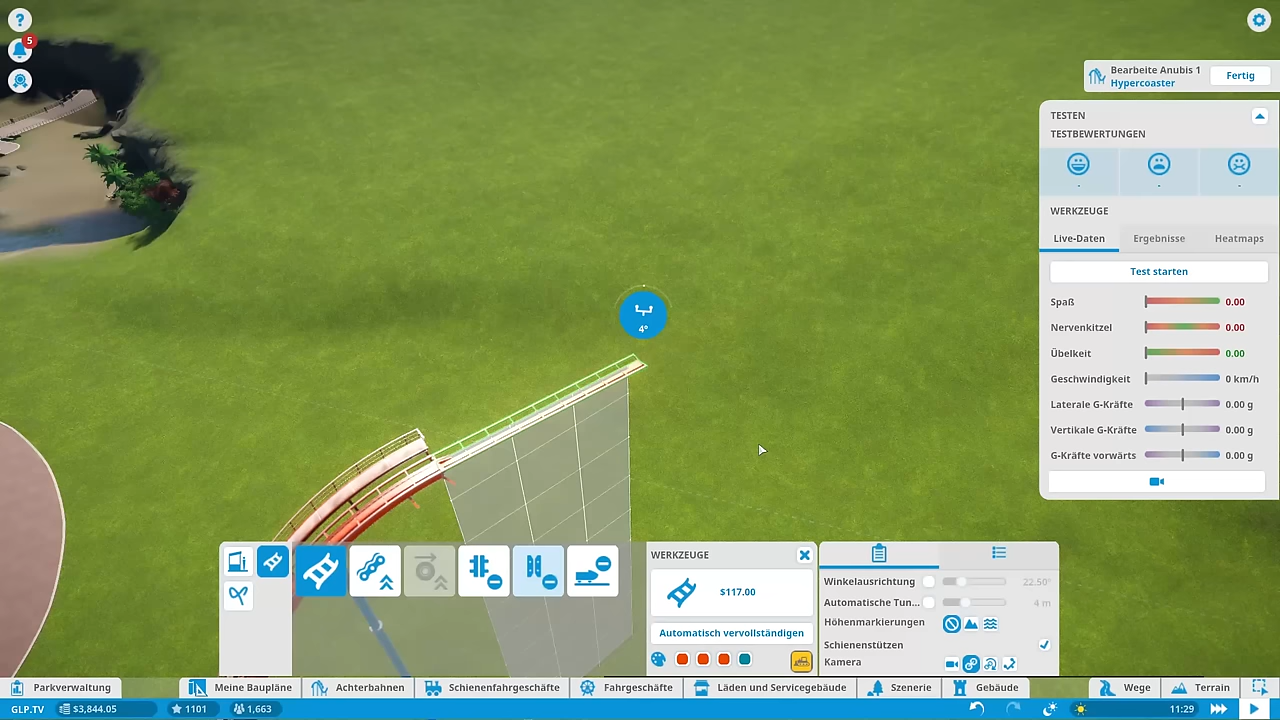 ?
5
Bearbeite Anubis 1
Hypercoaster
Fertig
TESTEN
TESTBEWERTUNGEN
- - -
WERKZEUGE
Live-Daten Ergebnisse Heatmaps
Test starten
Spaß 0.00
Nervenkitzel 0.00
Übelkeit 0.00
Geschwindigkeit 0 km/h
Laterale G-Kräfte 0.00 g
Vertikale G-Kräfte 0.00 g
G-Kräfte vorwärts 0.00 g
4°
WERKZEUGE
$117.00
Automatisch vervollständigen
Winkelausrichtung 22.50°
Automatische Tun... 4 m
Höhenmarkierungen
Schienenstützen
Kamera
Parkverwaltung Meine Baupläne Achterbahnen Schienenfahrgeschäfte Fahrgeschäfte Läden und Servicegebäude Szenerie Gebäude Wege Terrain
GLP.TV $3,844.05 1101 1,663 11:29